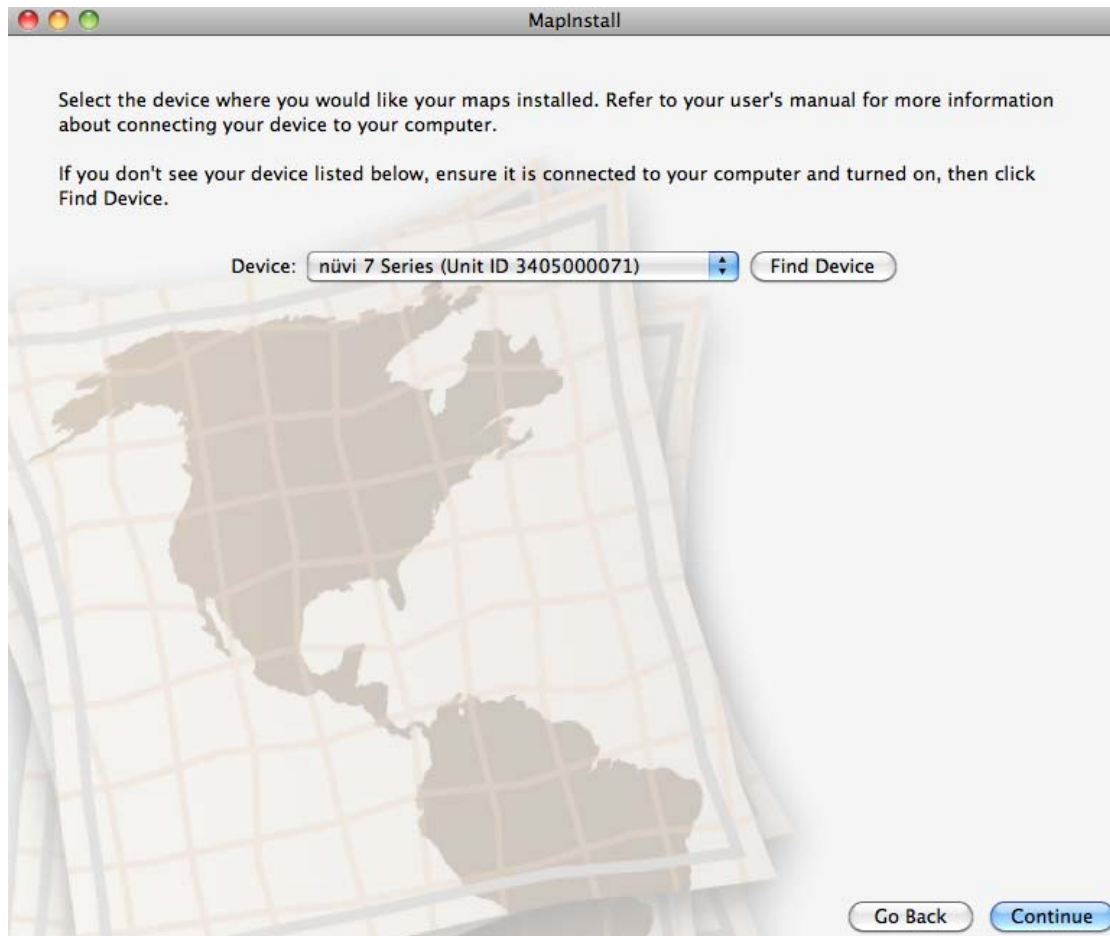 MapInstall
Select the device where you would like your maps installed. Refer to your user's manual for more information
about connecting your device to your computer.
If you don't see your device listed below, ensure it is connected to your computer and turned on, then click
Find Device.
Device: nüvi 7 Series (Unit ID 3405000071) Find Device
Go Back Continue